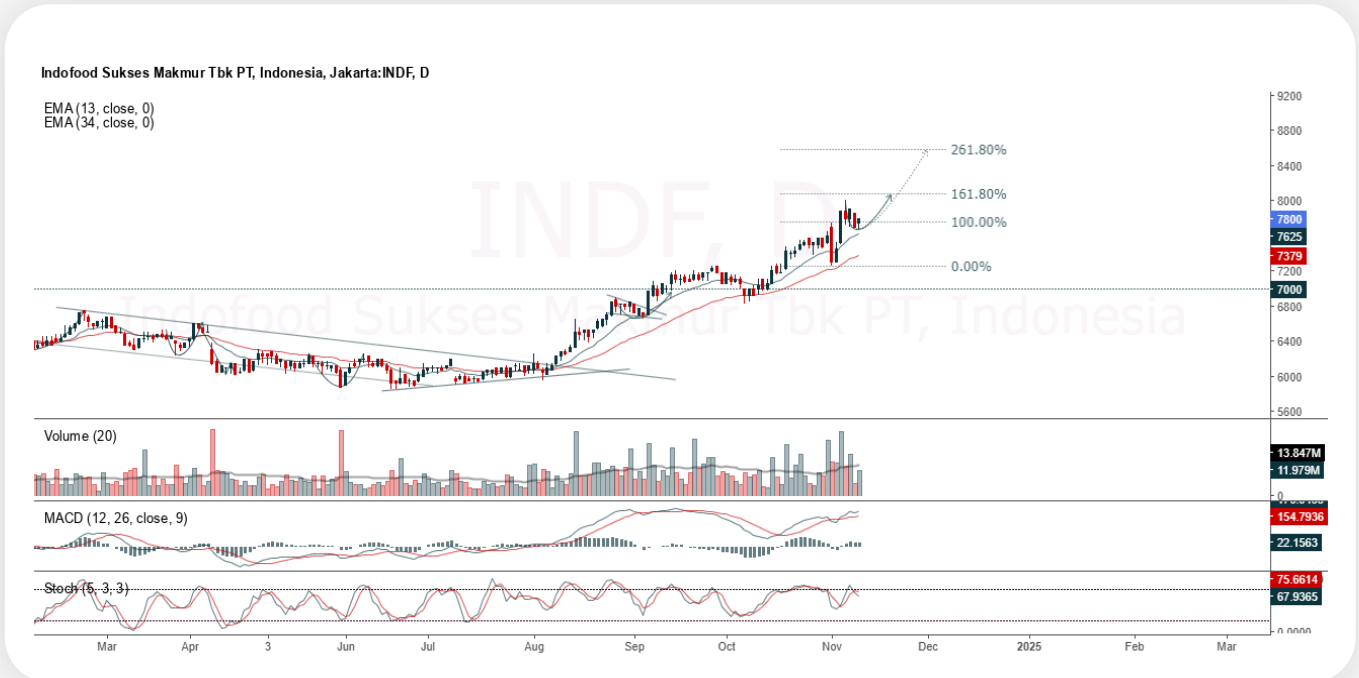 Indofood Sukses Makmur Tbk PT, Indonesia, Jakarta:INDF, D
EMA (13, close, 0)
EMA (34, close, 0)
INDF, D
Indofood Sukses Makmur Tbk PT, Indonesia
261.80%
161.80%
100.00%
0.00%
9200
8800
8400
8000
7800
7625
7379
7200
7000
6800
6400
6000
5600
Volume (20)
13.847M
11.979M
0
MACD (12, 26, close, 9)
154.7936
22.1563
Stoch (5, 3, 3)
75.6614
67.9365
0.0000
Mar
Apr
3
Jun
Jul
Aug
Sep
Oct
Nov
Dec
2025
Feb
Mar